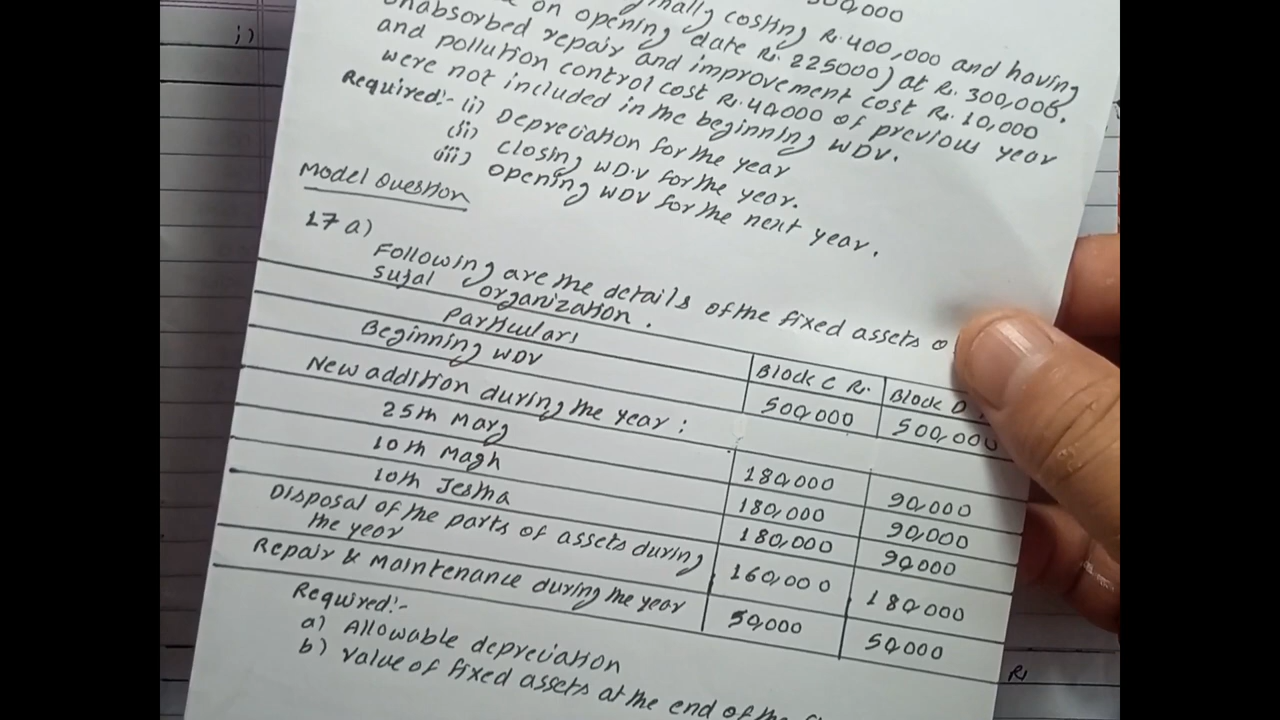 ;)
500,000
nally costing Rs. 400,000 and having
on opening date Rs. 225000) at Rs. 300,000.
unabsorbed repair and improvement cost Rs. 10,000
and pollution control cost Rs. 40,000 of previous year
were not included in the beginning WDV.
Required:- (i) Depreciation for the year
(ii) Closing W.D.V for the year.
(iii) Opening WDV for the next year.
Model Question
17 a)
Following are the details of the fixed assets o
Sujal organization.
Particulars Block C Rs. Block D
Beginning WDV 500,000 500,000
New addition during the year:
25th Marg 180,000 90,000
10th Magh 180,000 90,000
10th Jestha 180,000 90,000
Disposal of the parts of assets during
the year 160,000 180,000
Repair & Maintenance during the year 50,000 50,000
Required:-
a) Allowable depreciation
b) Value of fixed assets at the end of the
Rs